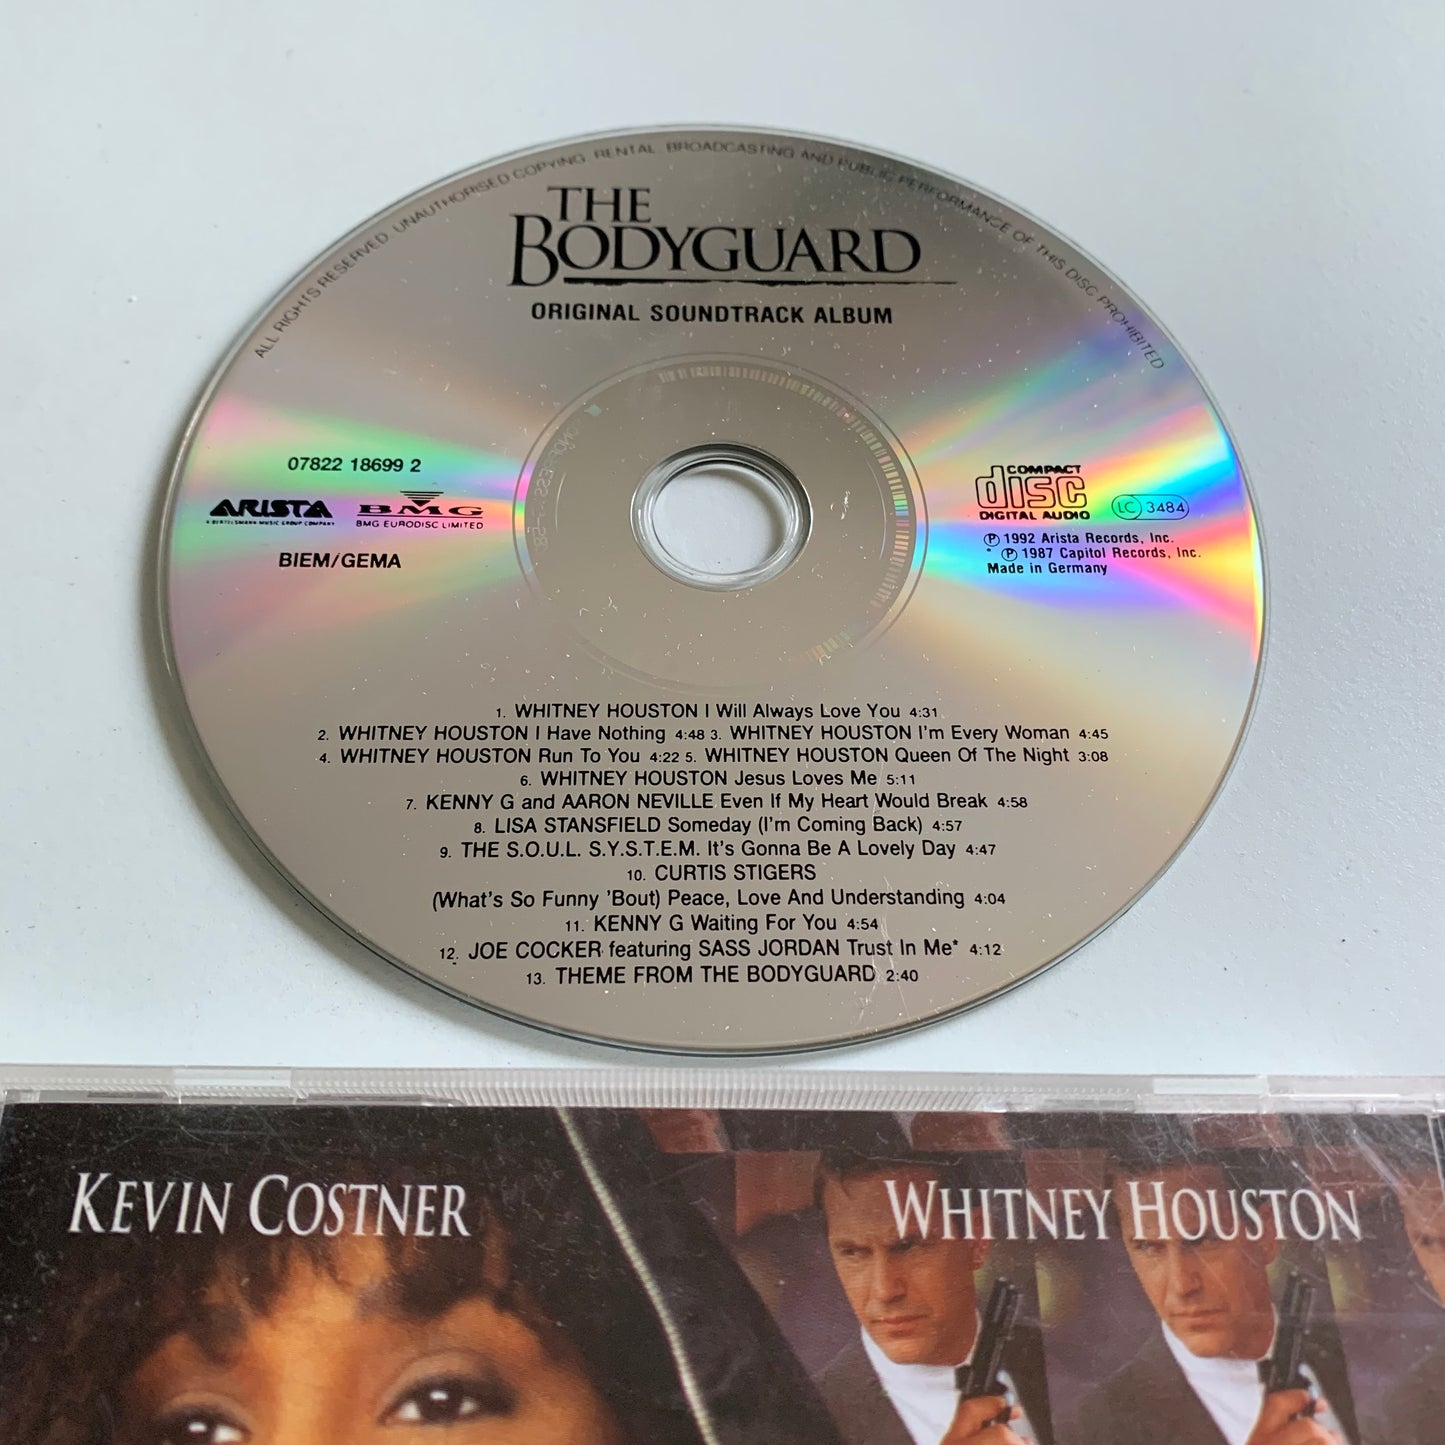 ALL RIGHTS RESERVED. UNAUTHORISED COPYING, RENTAL, BROADCASTING AND PUBLIC PERFORMANCE OF THIS DISC PROHIBITED
THE
BODYGUARD
ORIGINAL SOUNDTRACK ALBUM
07822 18699 2
ARISTA
A BERTELSMANN MUSIC GROUP COMPANY
BMG
BMG EURODISC LIMITED
BIEM/GEMA
COMPACT
disc
DIGITAL AUDIO
LC 3484
℗ 1992 Arista Records, Inc.
* ℗ 1987 Capitol Records, Inc.
Made in Germany
1. WHITNEY HOUSTON I Will Always Love You 4:31
2. WHITNEY HOUSTON I Have Nothing 4:48 3. WHITNEY HOUSTON I'm Every Woman 4:45
4. WHITNEY HOUSTON Run To You 4:22 5. WHITNEY HOUSTON Queen Of The Night 3:08
6. WHITNEY HOUSTON Jesus Loves Me 5:11
7. KENNY G and AARON NEVILLE Even If My Heart Would Break 4:58
8. LISA STANSFIELD Someday (I'm Coming Back) 4:57
9. THE S.O.U.L. S.Y.S.T.E.M. It's Gonna Be A Lovely Day 4:47
10. CURTIS STIGERS
(What's So Funny 'Bout) Peace, Love And Understanding 4:04
11. KENNY G Waiting For You 4:54
12. JOE COCKER featuring SASS JORDAN Trust In Me* 4:12
13. THEME FROM THE BODYGUARD 2:40
KEVIN COSTNER
WHITNEY HOUSTON